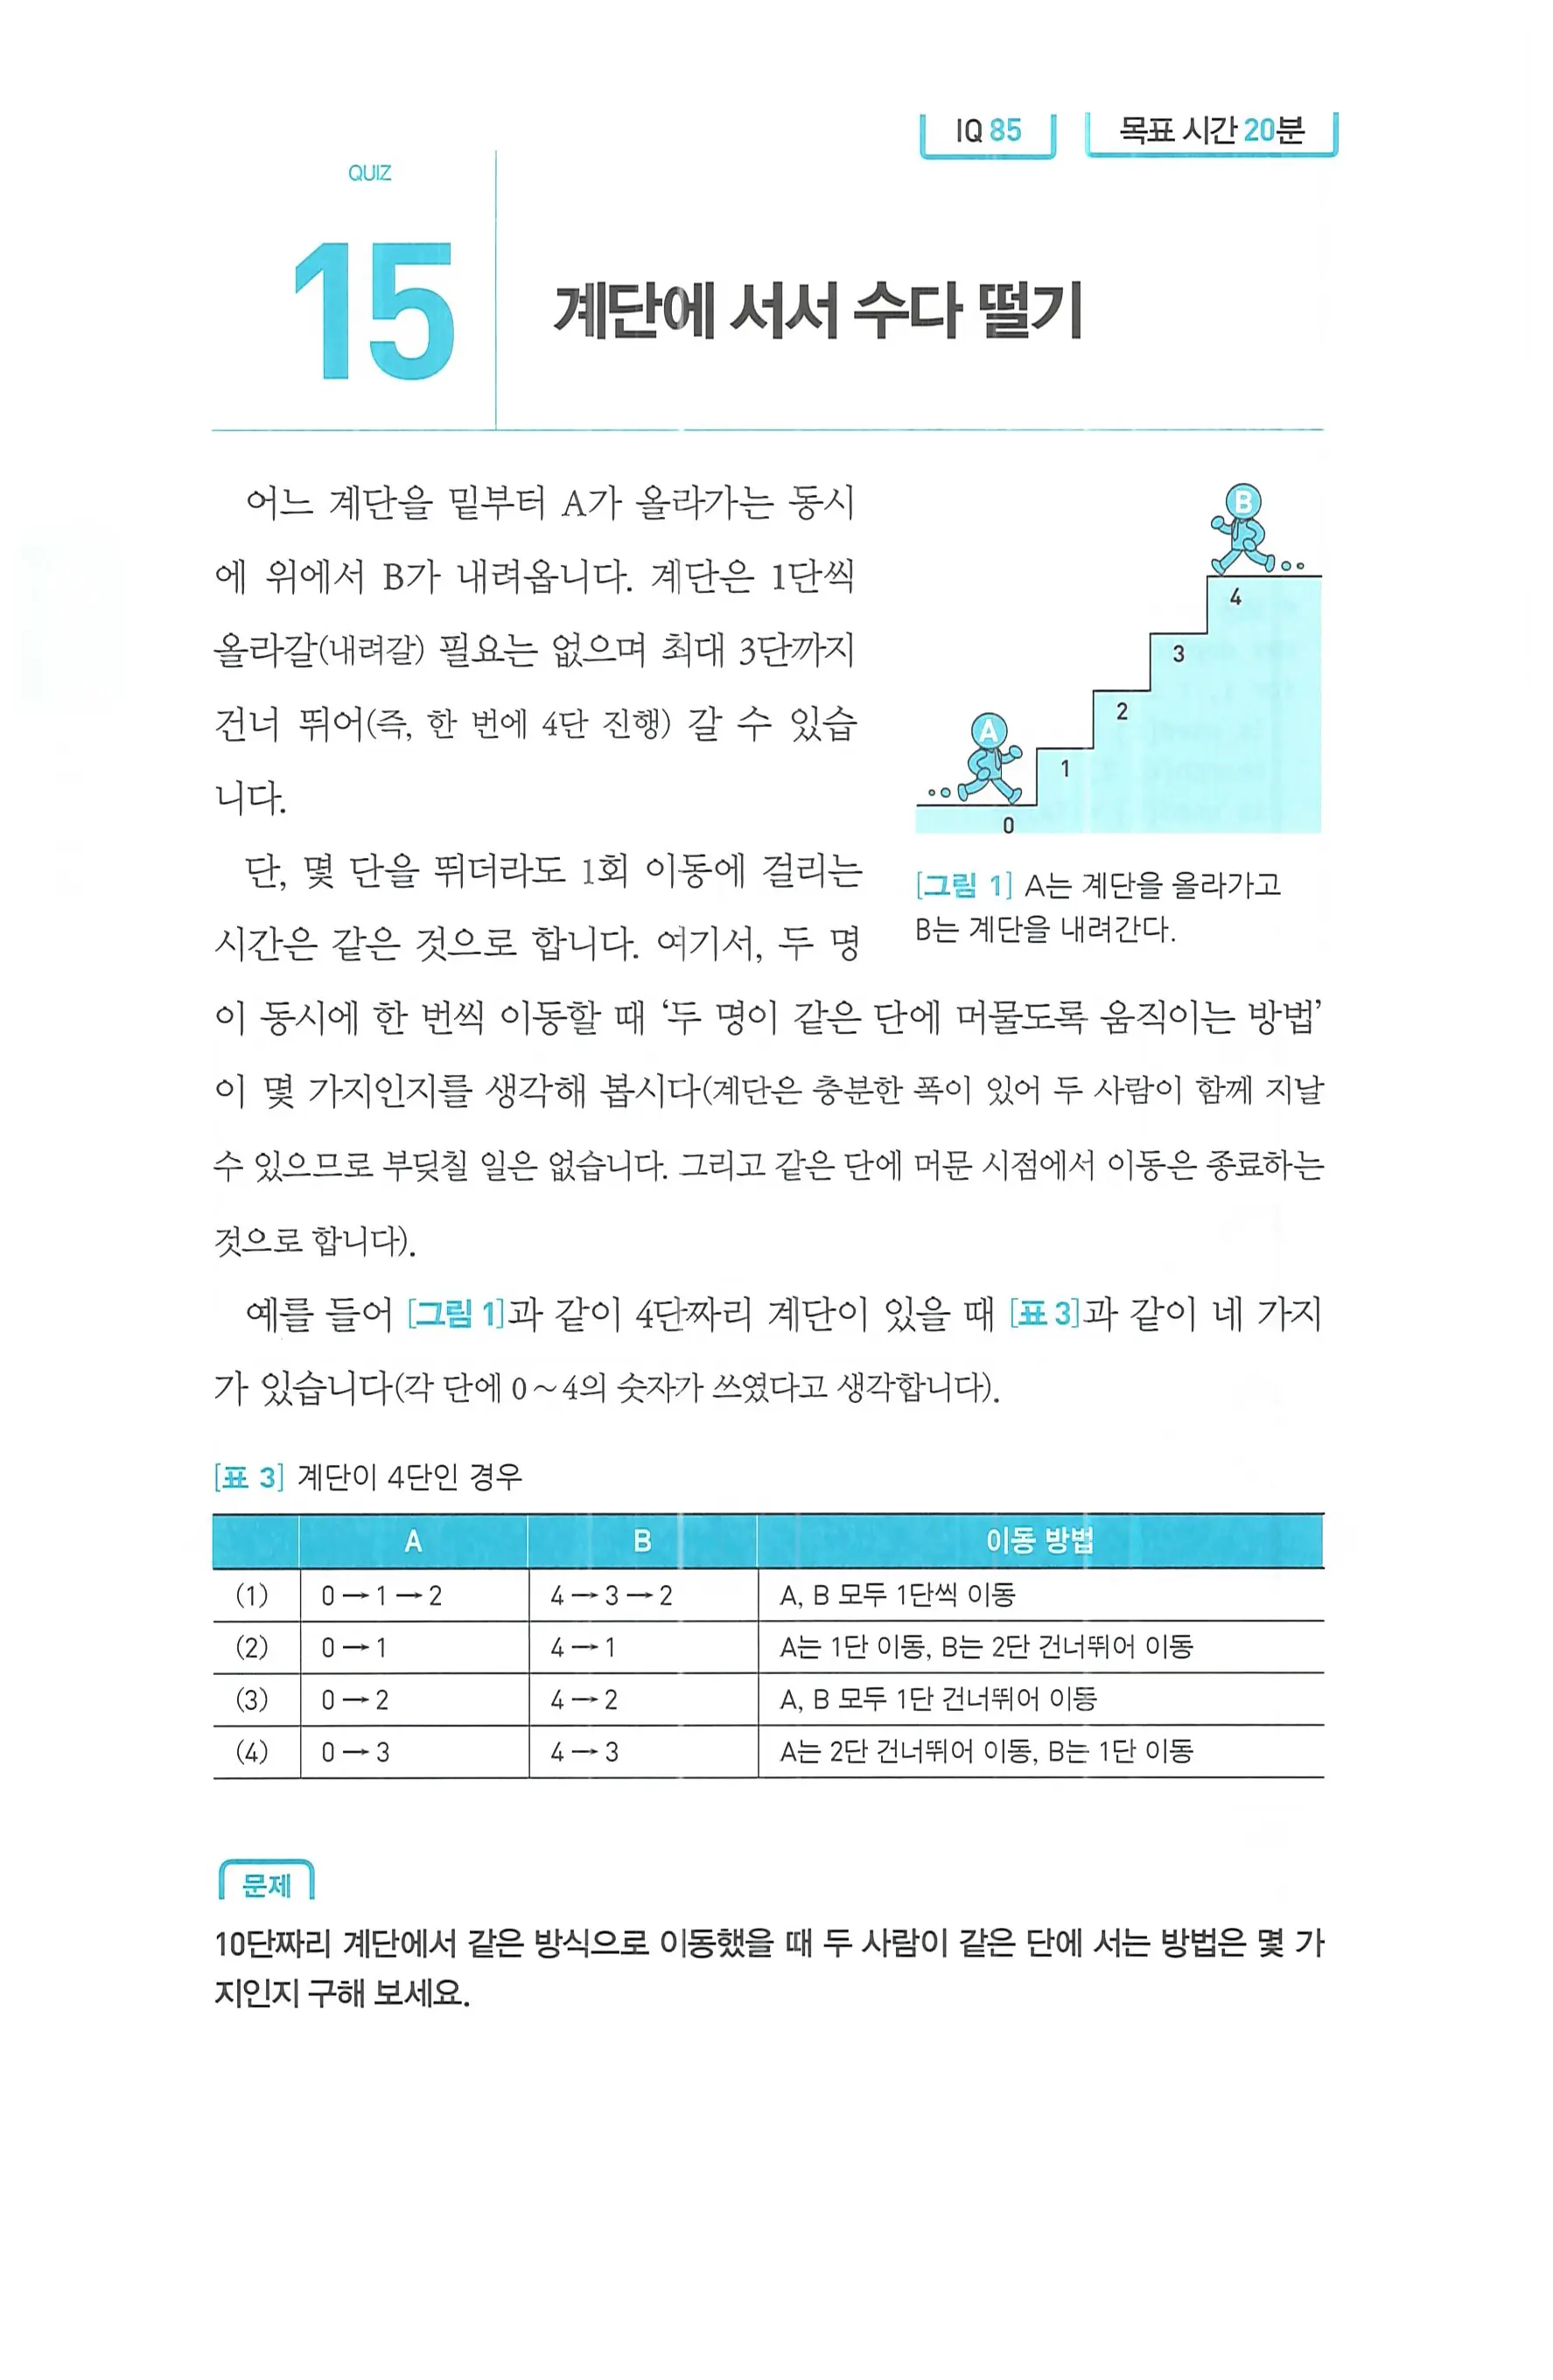 IQ 85
목표 시간 20분
QUIZ
15
계단에 서서 수다 떨기
어느 계단을 밑부터 A가 올라가는 동시
에 위에서 B가 내려옵니다. 계단은 1단씩
올라갈(내려갈) 필요는 없으며 최대 3단까지
건너 뛰어(즉, 한 번에 4단 진행) 갈 수 있습
니다.
단, 몇 단을 뛰더라도 1회 이동에 걸리는
시간은 같은 것으로 합니다. 여기서, 두 명
B
4
3
2
A
1
0
[그림 1] A는 계단을 올라가고
B는 계단을 내려간다.
이 동시에 한 번씩 이동할 때 ‘두 명이 같은 단에 머물도록 움직이는 방법’
이 몇 가지인지를 생각해 봅시다(계단은 충분한 폭이 있어 두 사람이 함께 지날
수 있으므로 부딪칠 일은 없습니다. 그리고 같은 단에 머문 시점에서 이동은 종료하는
것으로 합니다).
예를 들어 [그림 1]과 같이 4단짜리 계단이 있을 때 [표 3]과 같이 네 가지
가 있습니다(각 단에 0~4의 숫자가 쓰였다고 생각합니다).
[표 3] 계단이 4단인 경우
A B 이동 방법
(1) 0→1→2 4→3→2 A, B 모두 1단씩 이동
(2) 0→1 4→1 A는 1단 이동, B는 2단 건너뛰어 이동
(3) 0→2 4→2 A, B 모두 1단 건너뛰어 이동
(4) 0→3 4→3 A는 2단 건너뛰어 이동, B는 1단 이동
문제
10단짜리 계단에서 같은 방식으로 이동했을 때 두 사람이 같은 단에 서는 방법은 몇 가
지인지 구해 보세요.